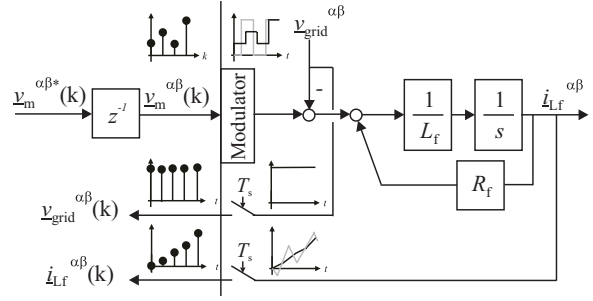 k
t
v_grid^αβ
v_m^αβ*(k)
z^-1
v_m^αβ(k)
Modulator
-
1/L_f
1/s
i_Lf^αβ
R_f
t
T_s
t
v_grid^αβ(k)
t
T_s
t
i_Lf^αβ(k)